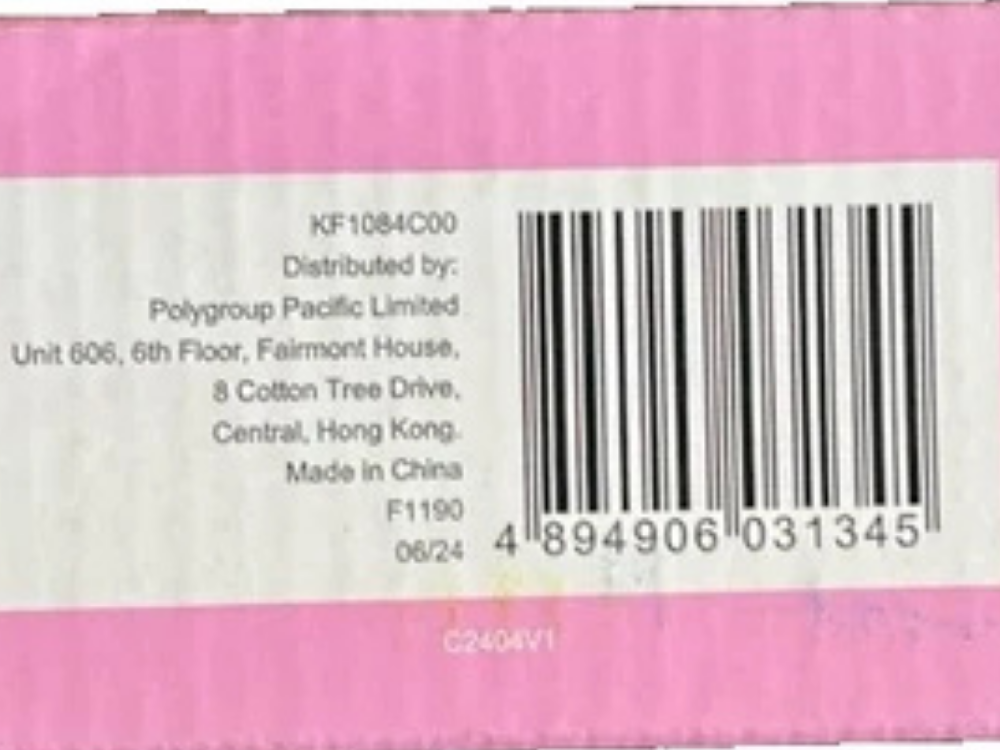 KF1084C00
Distributed by:
Polygroup Pacific Limited
Unit 606, 6th Floor, Fairmont House,
8 Cotton Tree Drive,
Central, Hong Kong.
Made in China
F1190
06/24
4 894906 031345
C2404V1